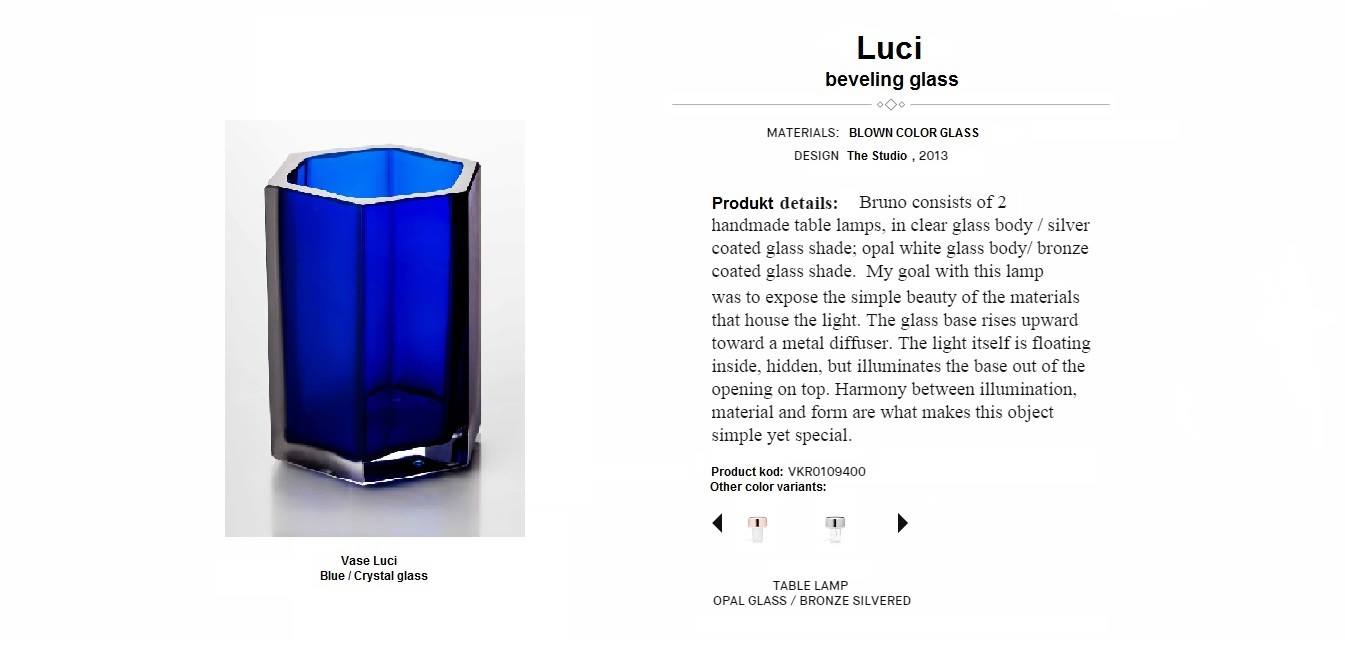 Luci
beveling glass
MATERIALS: BLOWN COLOR GLASS
DESIGN The Studio , 2013
Produkt details: Bruno consists of 2
handmade table lamps, in clear glass body / silver
coated glass shade; opal white glass body/ bronze
coated glass shade. My goal with this lamp
was to expose the simple beauty of the materials
that house the light. The glass base rises upward
toward a metal diffuser. The light itself is floating
inside, hidden, but illuminates the base out of the
opening on top. Harmony between illumination,
material and form are what makes this object
simple yet special.
Product kod: VKR0109400
Other color variants:
TABLE LAMP
OPAL GLASS / BRONZE SILVERED
Vase Luci
Blue / Crystal glass